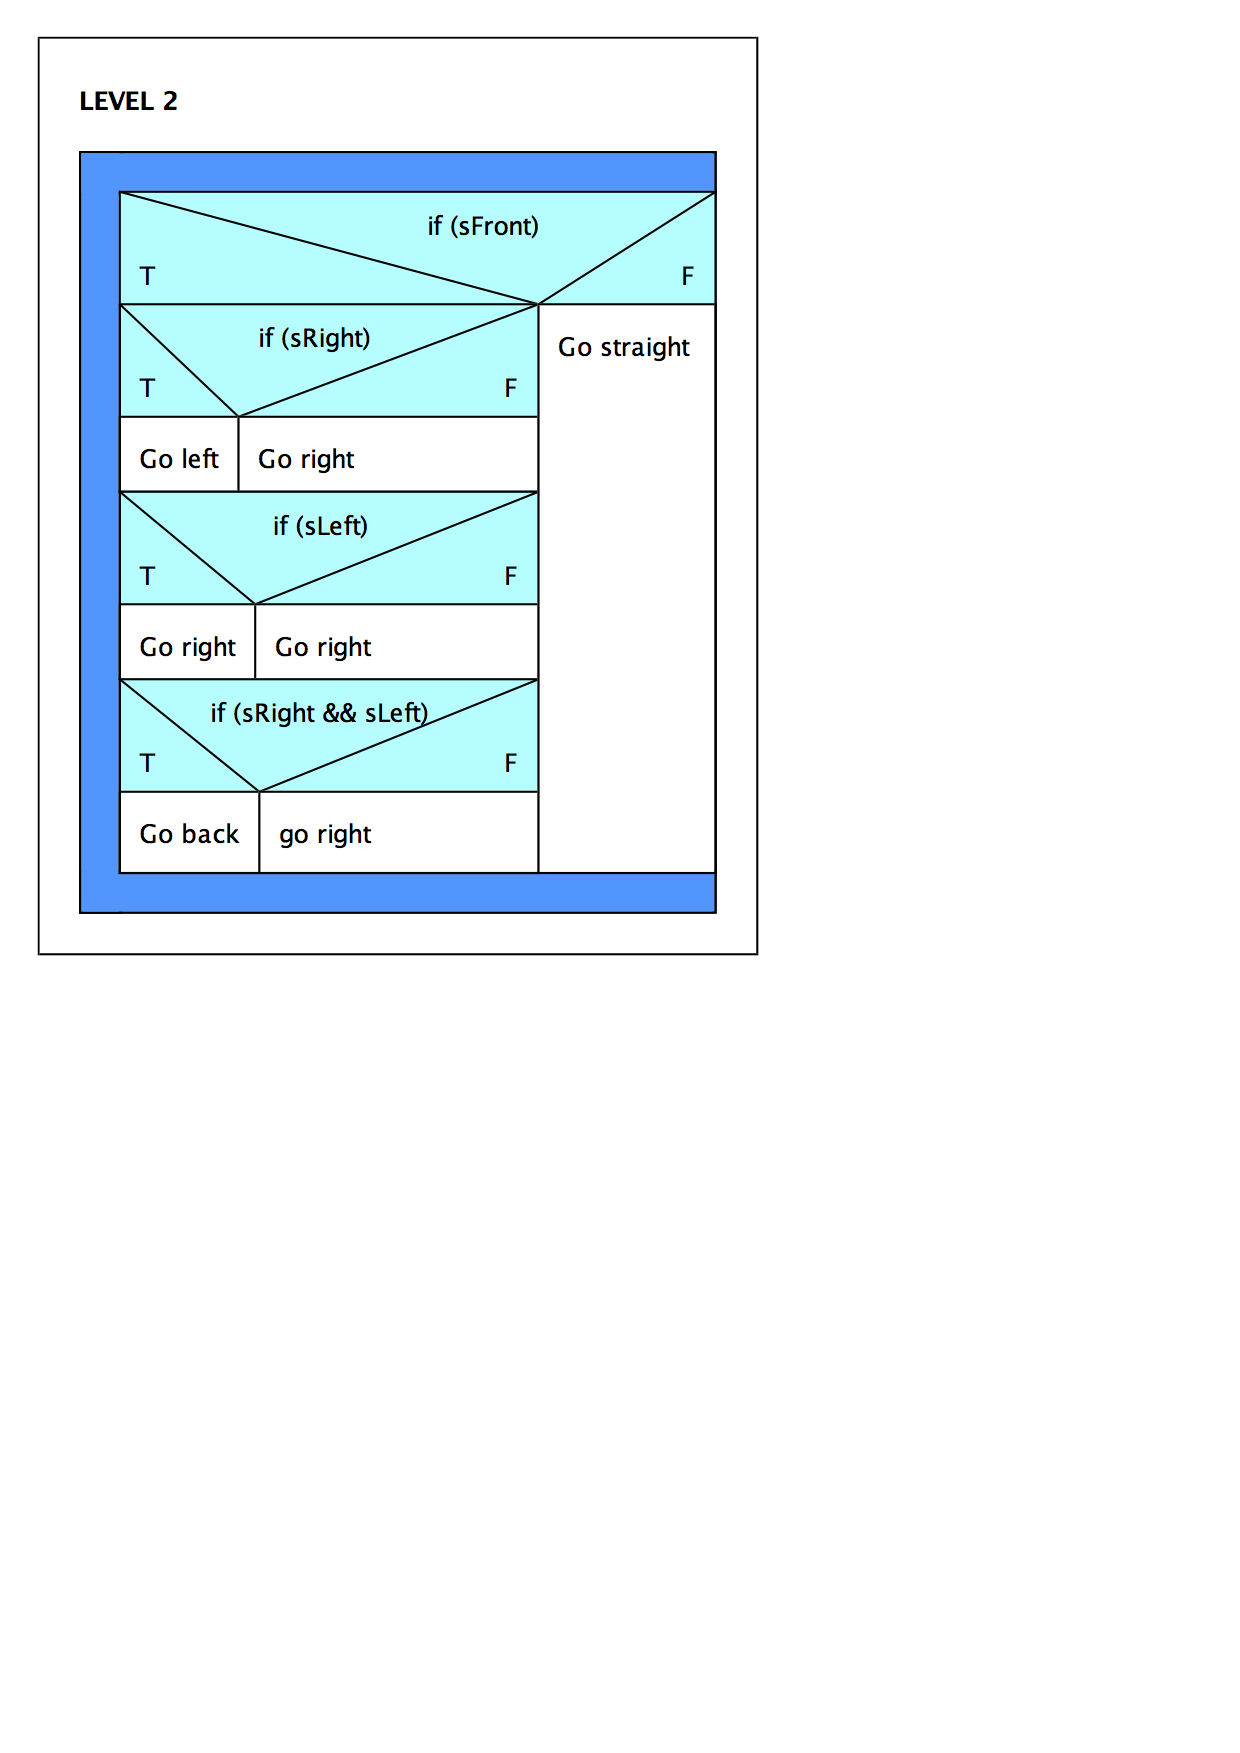 LEVEL 2
if (sFront)
T
F
if (sRight)
T
F
Go straight
Go left
Go right
if (sLeft)
T
F
Go right
Go right
if (sRight && sLeft)
T
F
Go back
go right